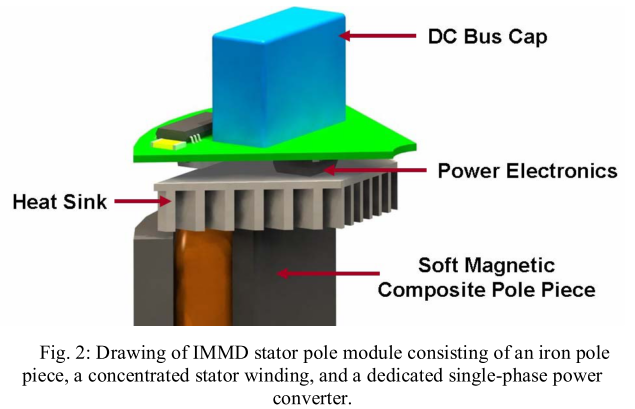 DC Bus Cap
Power Electronics
Heat Sink
Soft Magnetic
Composite Pole Piece
Fig. 2: Drawing of IMMD stator pole module consisting of an iron pole
piece, a concentrated stator winding, and a dedicated single-phase power
converter.